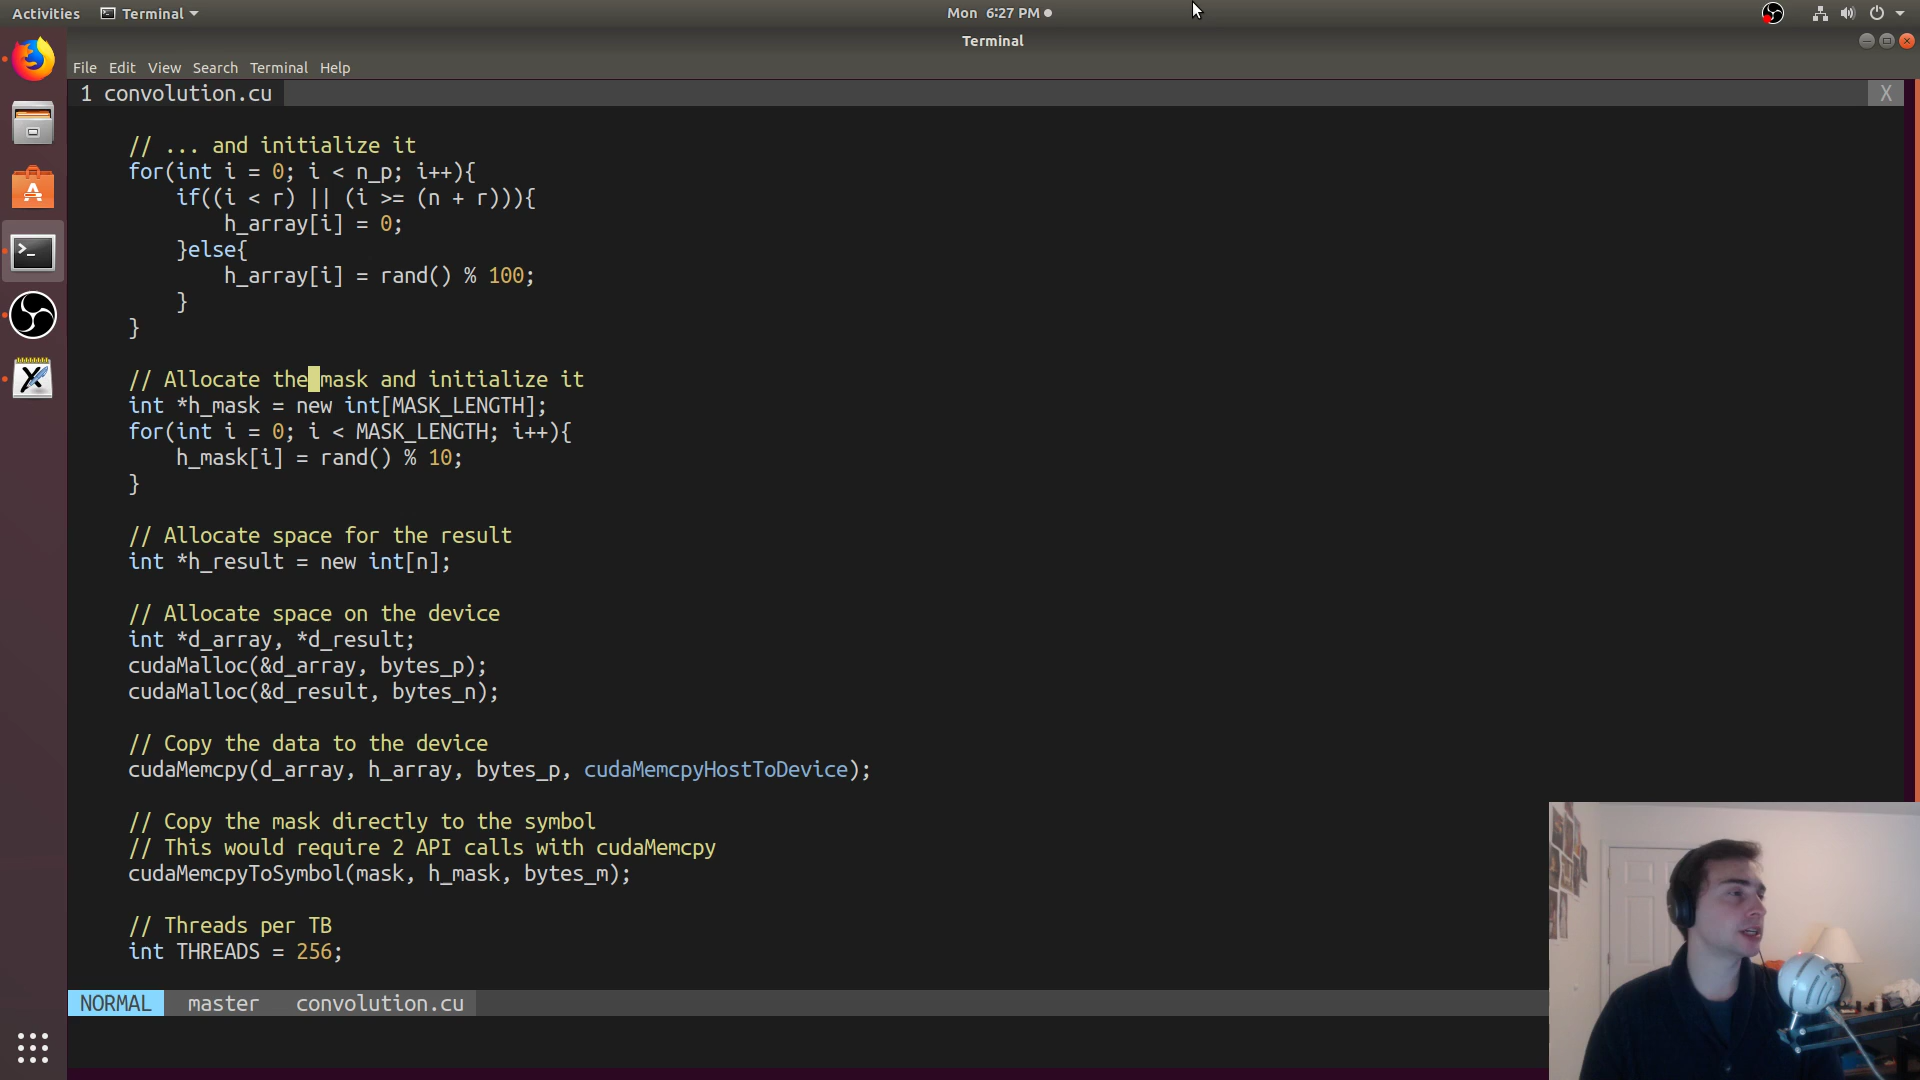 Activities Terminal Mon 6:27 PM
Terminal
File Edit View Search Terminal Help
1 convolution.cu X
// ... and initialize it
for(int i = 0; i < n_p; i++){
if((i < r) || (i >= (n + r))){
h_array[i] = 0;
}else{
h_array[i] = rand() % 100;
}
}
// Allocate the mask and initialize it
int *h_mask = new int[MASK_LENGTH];
for(int i = 0; i < MASK_LENGTH; i++){
h_mask[i] = rand() % 10;
}
// Allocate space for the result
int *h_result = new int[n];
// Allocate space on the device
int *d_array, *d_result;
cudaMalloc(&d_array, bytes_p);
cudaMalloc(&d_result, bytes_n);
// Copy the data to the device
cudaMemcpy(d_array, h_array, bytes_p, cudaMemcpyHostToDevice);
// Copy the mask directly to the symbol
// This would require 2 API calls with cudaMemcpy
cudaMemcpyToSymbol(mask, h_mask, bytes_m);
// Threads per TB
int THREADS = 256;
NORMAL master convolution.cu